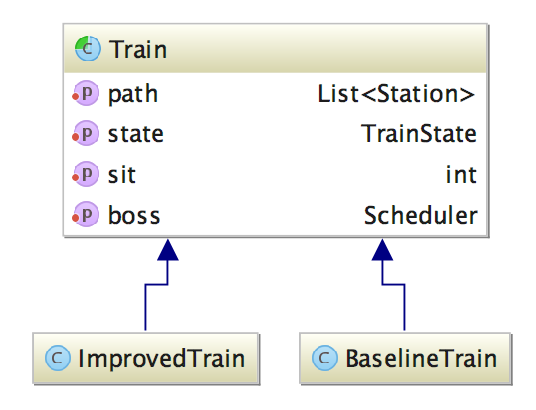 C Train
p path List<Station>
p state TrainState
p sit int
p boss Scheduler
C ImprovedTrain C BaselineTrain